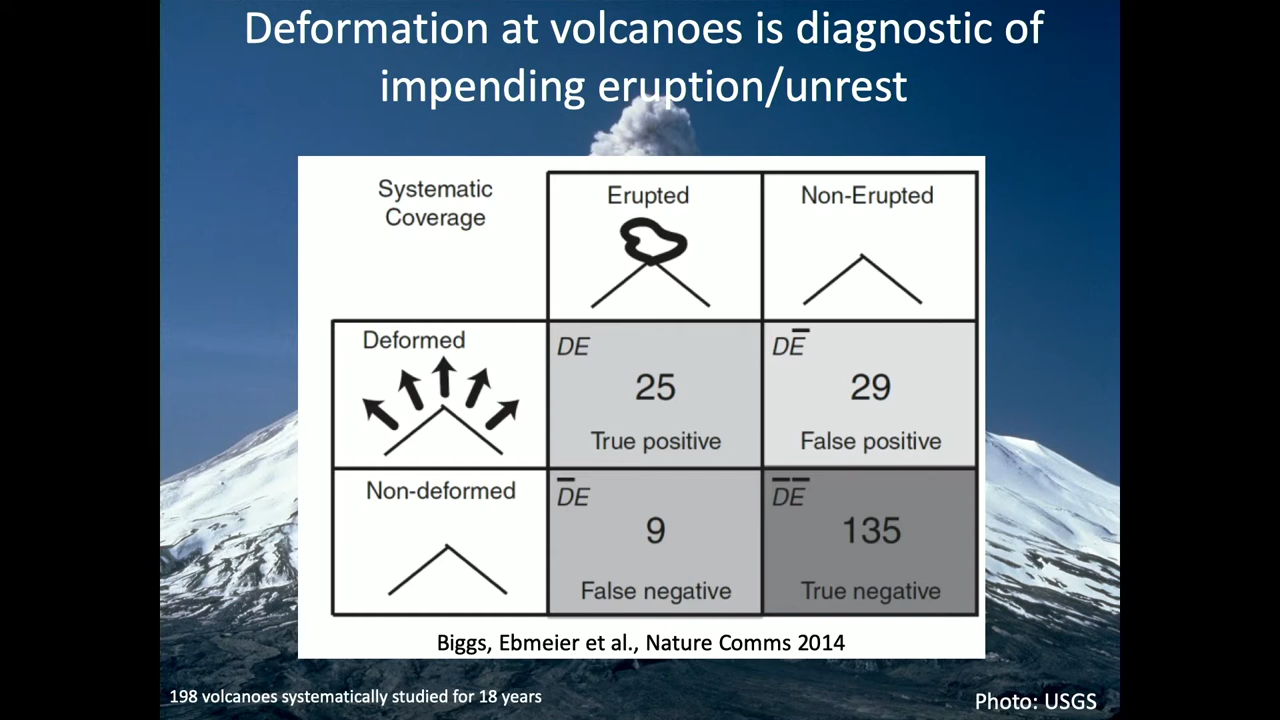 Deformation at volcanoes is diagnostic of
impending eruption/unrest
Systematic
Coverage
Erupted
Non-Erupted
Deformed
DE
25
True positive
DE̅
29
False positive
Non-deformed
D̅E
9
False negative
D̅E̅
135
True negative
Biggs, Ebmeier et al., Nature Comms 2014
198 volcanoes systematically studied for 18 years
Photo: USGS